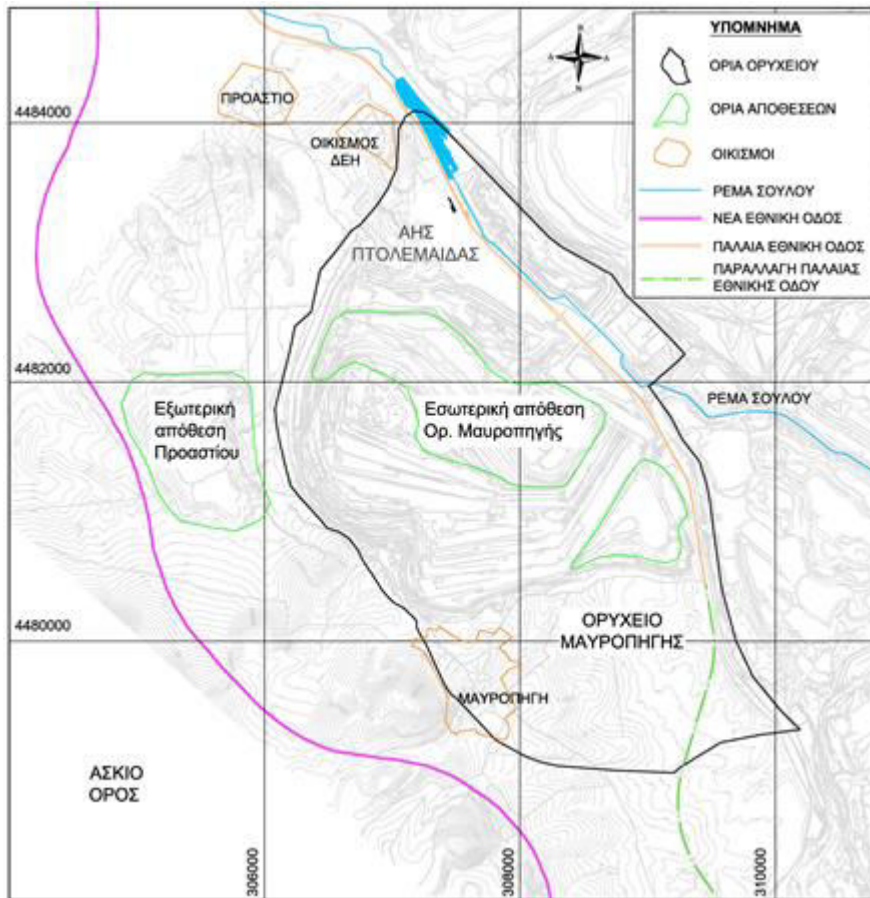 ΥΠΟΜΝΗΜΑ
ΟΡΙΑ ΟΡΥΧΕΙΟΥ
ΟΡΙΑ ΑΠΟΘΕΣΕΩΝ
ΟΙΚΙΣΜΟΙ
ΡΕΜΑ ΣΟΥΛΟΥ
ΝΕΑ ΕΘΝΙΚΗ ΟΔΟΣ
ΠΑΛΑΙΑ ΕΘΝΙΚΗ ΟΔΟΣ
ΠΑΡΑΛΛΑΓΗ ΠΑΛΑΙΑΣ
ΕΘΝΙΚΗΣ ΟΔΟΥ
ΠΡΟΑΣΤΙΟ
4484000
ΟΙΚΙΣΜΟΣ
ΔΕΗ
ΑΗΣ
ΠΤΟΛΕΜΑΙΔΑΣ
4482000
ΡΕΜΑ ΣΟΥΛΟΥ
Εξωτερική
απόθεση
Προαστίου
Εσωτερική απόθεση
Ορ. Μαυροπηγής
4480000
ΟΡΥΧΕΙΟ
ΜΑΥΡΟΠΗΓΗΣ
ΜΑΥΡΟΠΗΓΗ
ΑΣΚΙΟ
ΟΡΟΣ
306000
308000
310000